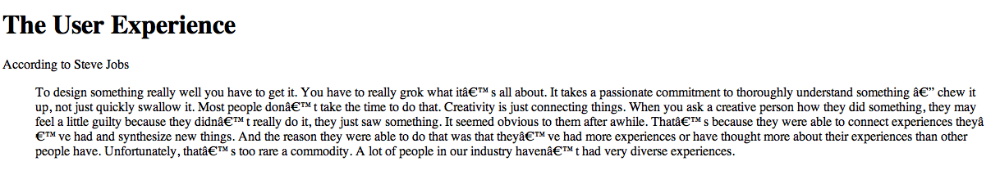 The User Experience
According to Steve Jobs
To design something really well you have to get it. You have to really grok what itâ€™ s all about. It takes a passionate commitment to thoroughly understand something â€” chew it
up, not just quickly swallow it. Most people donâ€™ t take the time to do that. Creativity is just connecting things. When you ask a creative person how they did something, they may
feel a little guilty because they didnâ€™ t really do it, they just saw something. It seemed obvious to them after awhile. Thatâ€™ s because they were able to connect experiences theyâ
€™ ve had and synthesize new things. And the reason they were able to do that was that theyâ€™ ve had more experiences or have thought more about their experiences than other
people have. Unfortunately, thatâ€™ s too rare a commodity. A lot of people in our industry havenâ€™ t had very diverse experiences.